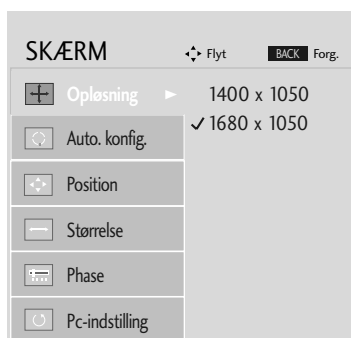 SKÆRM Flyt BACK Forg.
Opløsning 1400 x 1050
1680 x 1050
Auto. konfig.
Position
Størrelse
Phase
Pc-indstilling